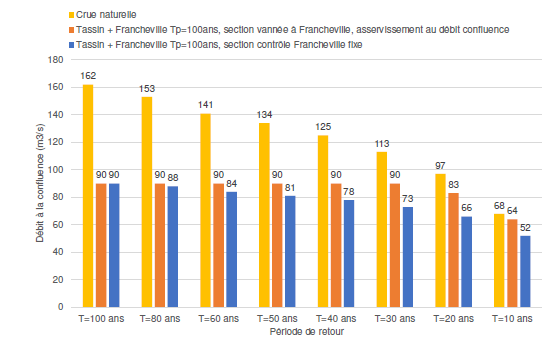 Crue naturelle
Tassin + Francheville Tp=100ans, section vannée à Francheville, asservissement au débit confluence
Tassin + Francheville Tp=100ans, section contrôle Francheville fixe
Débit à la confluence (m3/s)
180
160
140
120
100
80
60
40
20
0
162 90 90
153 90 88
141 90 84
134 90 81
125 90 78
113 90 73
97 83 66
68 64 52
T=100 ans T=80 ans T=60 ans T=50 ans T=40 ans T=30 ans T=20 ans T=10 ans
Période de retour